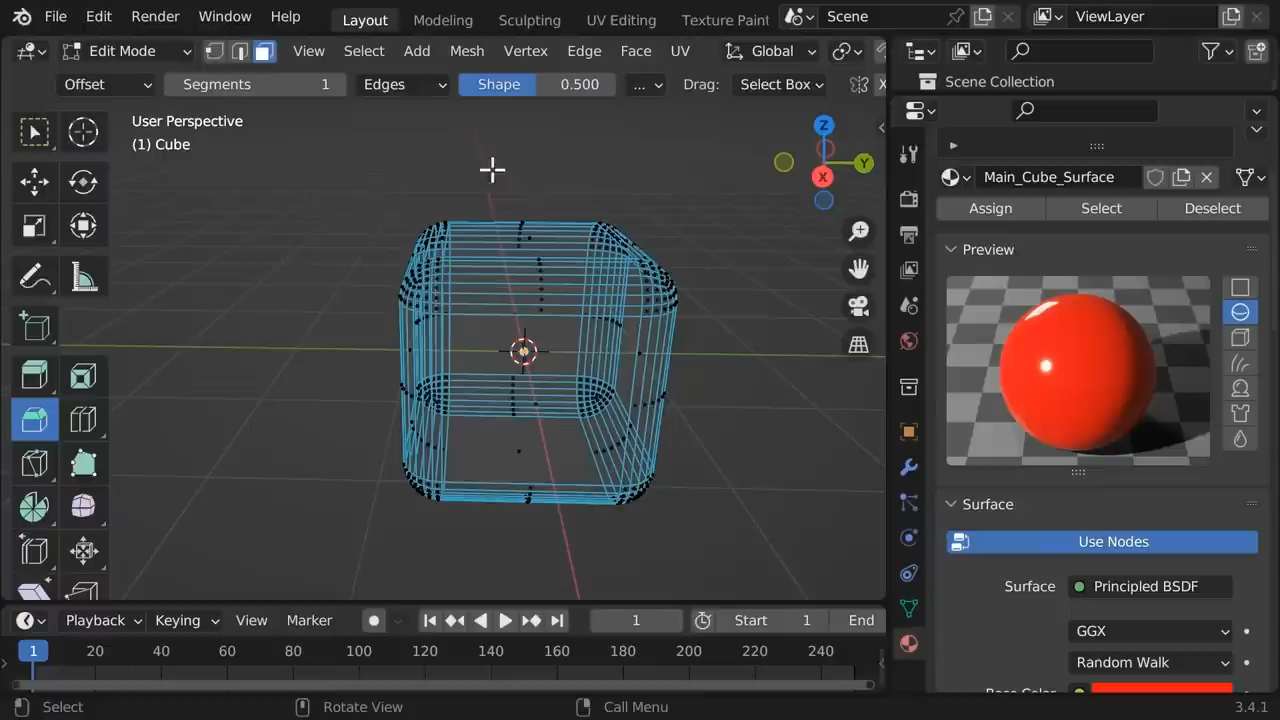 File Edit Render Window Help Layout Modeling Sculpting UV Editing Texture Paint Scene ViewLayer
Edit Mode View Select Add Mesh Vertex Edge Face UV Global
Offset Segments 1 Edges Shape 0.500 ... Drag: Select Box X
Scene Collection
User Perspective
(1) Cube
Z
Y
X
Main_Cube_Surface
Assign Select Deselect
Preview
Surface
Use Nodes
Surface Principled BSDF
GGX
Random Walk
Base Color
Playback Keying View Marker 1 Start 1 End
1 20 40 60 80 100 120 140 160 180 200 220 240
Select Rotate View Call Menu 3.4.1